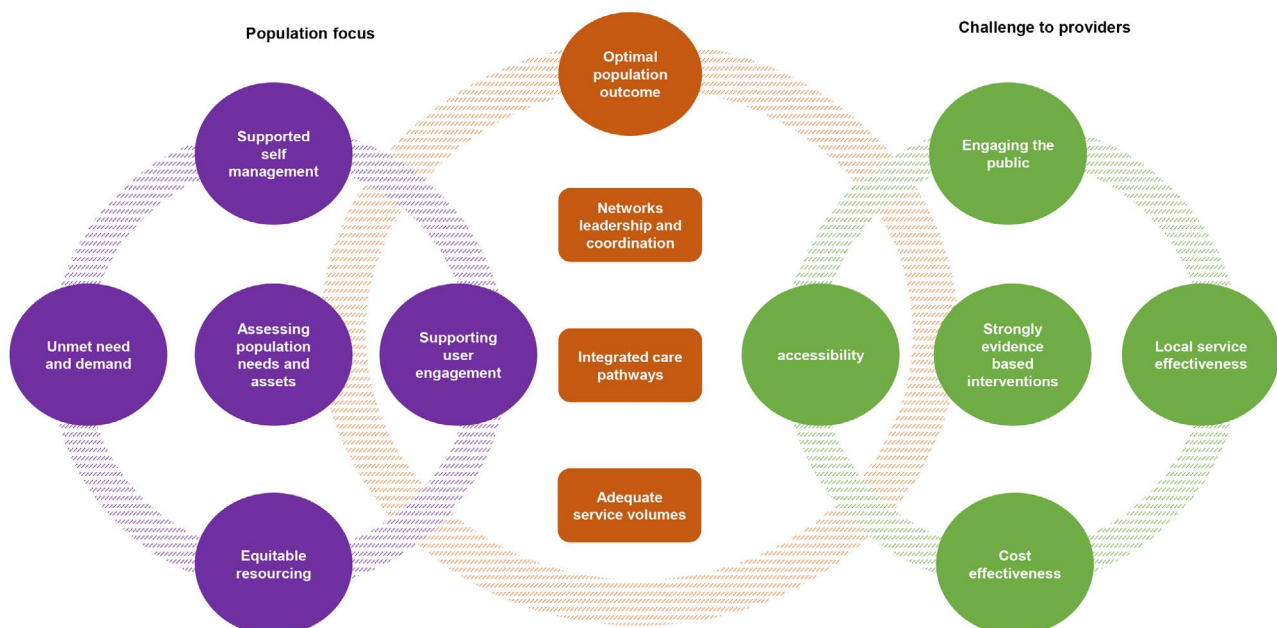 Population focus
Challenge to providers
Optimal
population
outcome
Supported
self
management
Engaging the
public
Networks
leadership and
coordination
Unmet need
and demand
Assessing
population
needs and
assets
Supporting
user
engagement
Integrated care
pathways
accessibility
Strongly
evidence
based
interventions
Local service
effectiveness
Adequate
service volumes
Equitable
resourcing
Cost
effectiveness